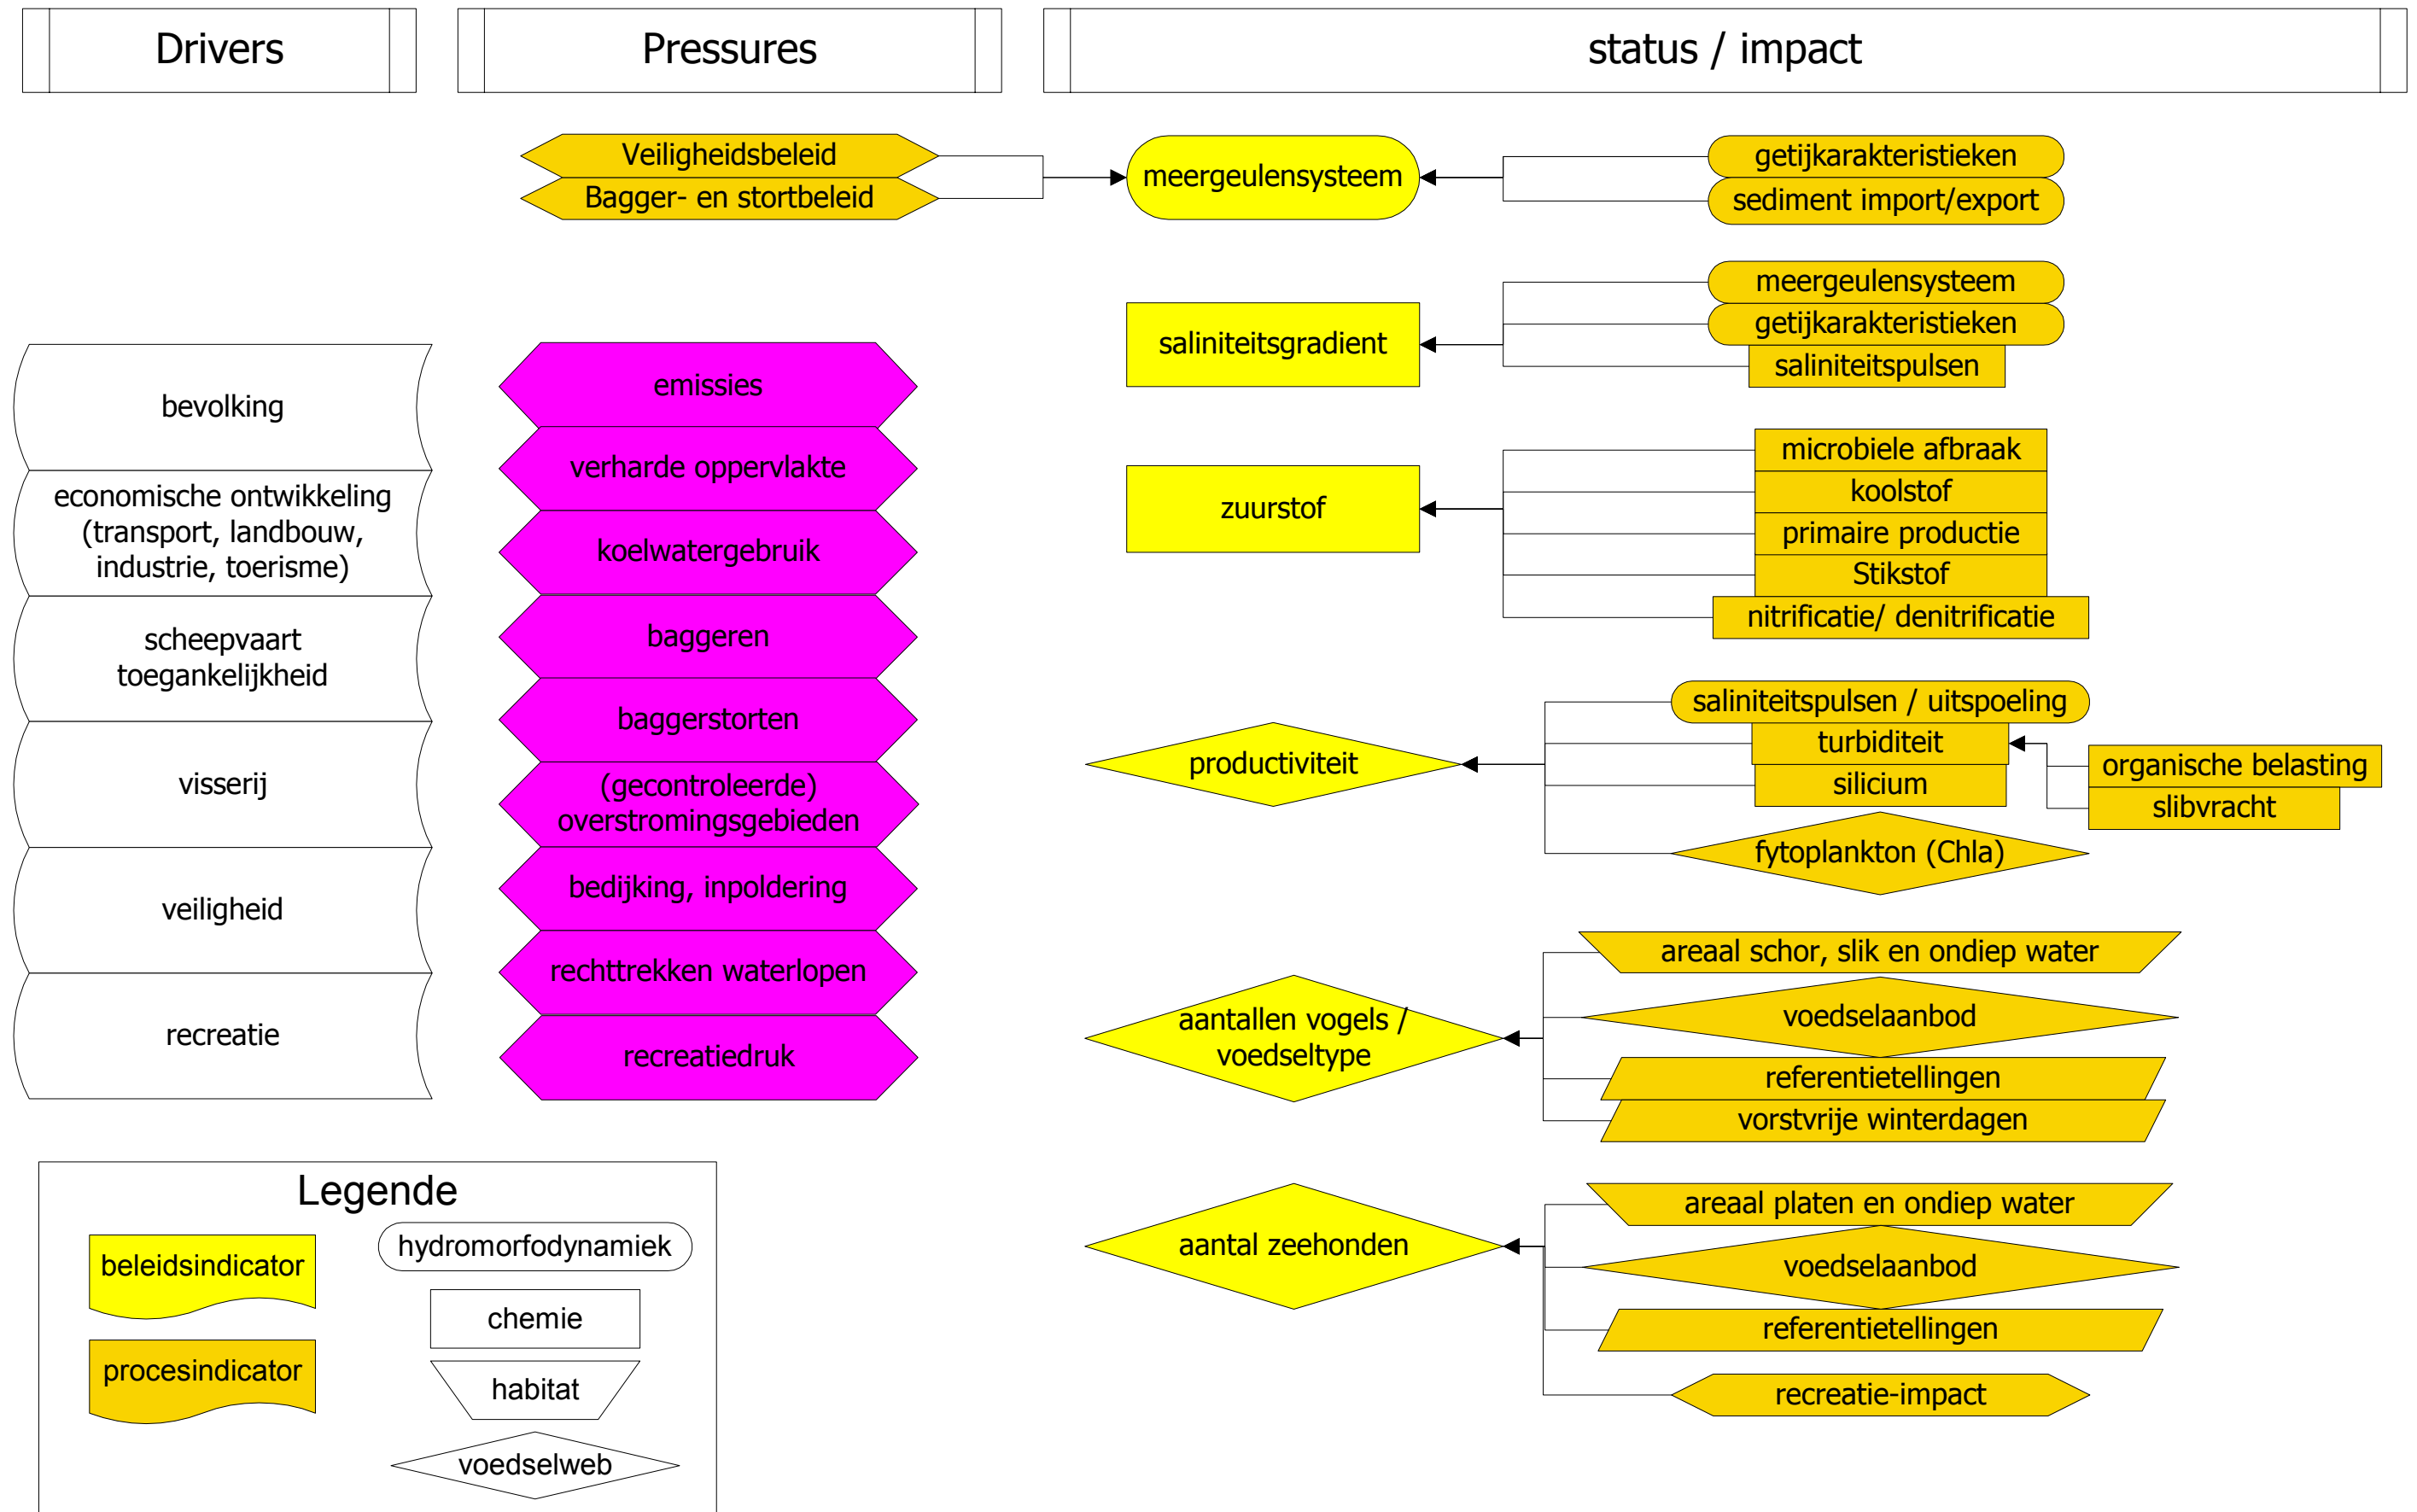 Drivers
Pressures
status / impact
Veiligheidsbeleid
Bagger- en stortbeleid
meergeulensysteem
getijkarakteristieken
sediment import/export
saliniteitsgradient
meergeulensysteem
getijkarakteristieken
saliniteitspulsen
bevolking
economische ontwikkeling
(transport, landbouw,
industrie, toerisme)
scheepvaart
toegankelijkheid
visserij
veiligheid
recreatie
emissies
verharde oppervlakte
koelwatergebruik
baggeren
baggerstorten
(gecontroleerde)
overstromingsgebieden
bedijking, inpoldering
rechttrekken waterlopen
recreatiedruk
zuurstof
microbiele afbraak
koolstof
primaire productie
Stikstof
nitrificatie/ denitrificatie
productiviteit
saliniteitspulsen / uitspoeling
turbiditeit
silicium
fytoplankton (Chla)
organische belasting
slibvracht
aantallen vogels /
voedseltype
areaal schor, slik en ondiep water
voedselaanbod
referentietellingen
vorstvrije winterdagen
aantal zeehonden
areaal platen en ondiep water
voedselaanbod
referentietellingen
recreatie-impact
Legende
beleidsindicator
procesindicator
hydromorfodynamiek
chemie
habitat
voedselweb